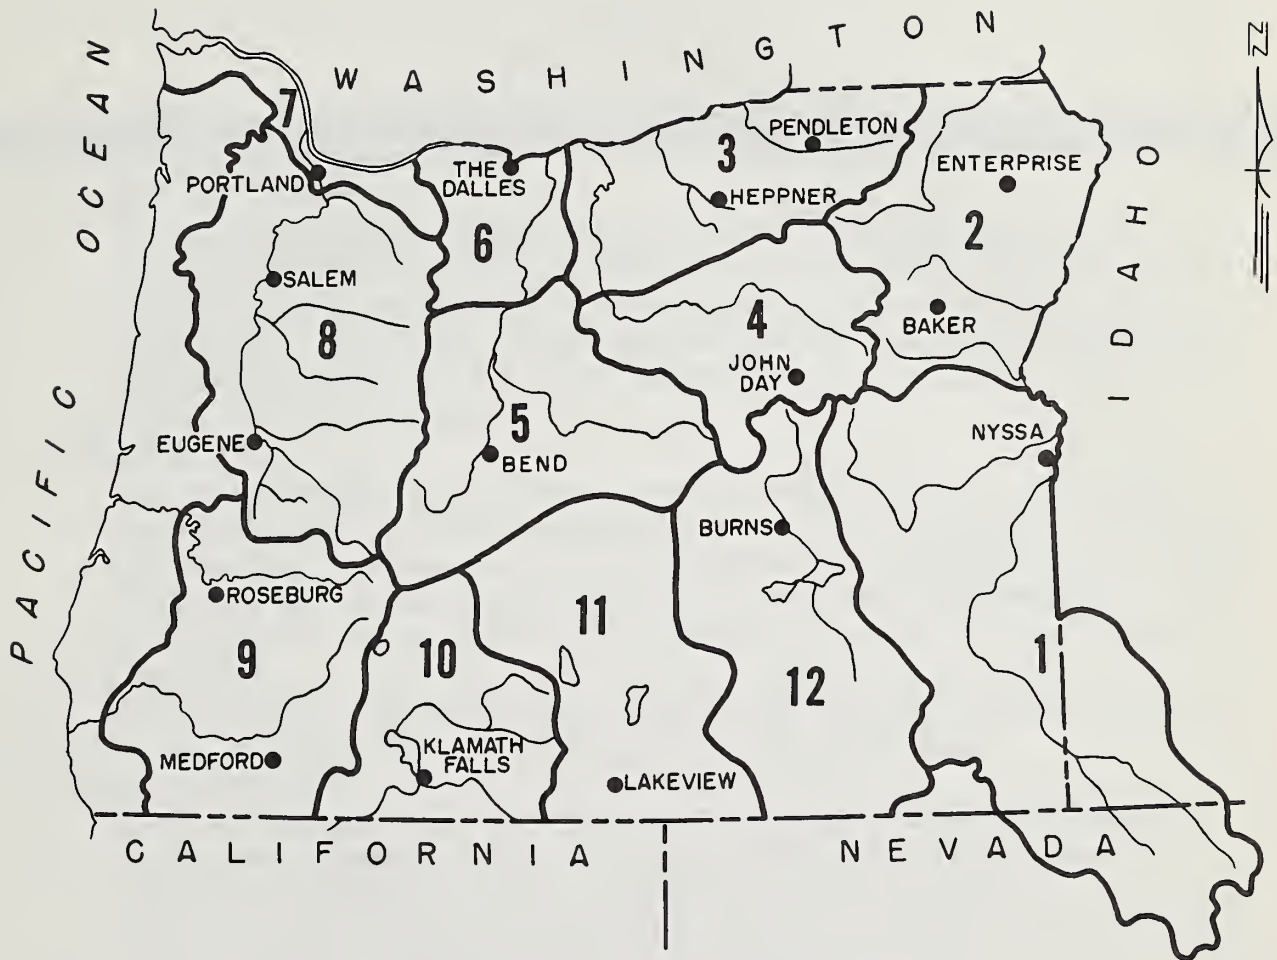 WASHINGTON
PACIFIC OCEAN
IDAHO
N
7
3
PENDLETON
ENTERPRISE
THE
DALLES
PORTLAND
HEPPNER
6
2
SALEM
8
4
BAKER
JOHN
DAY
5
EUGENE
BEND
NYSSA
BURNS
ROSEBURG
11
9
10
12
1
MEDFORD
KLAMATH
FALLS
LAKEVIEW
CALIFORNIA
NEVADA